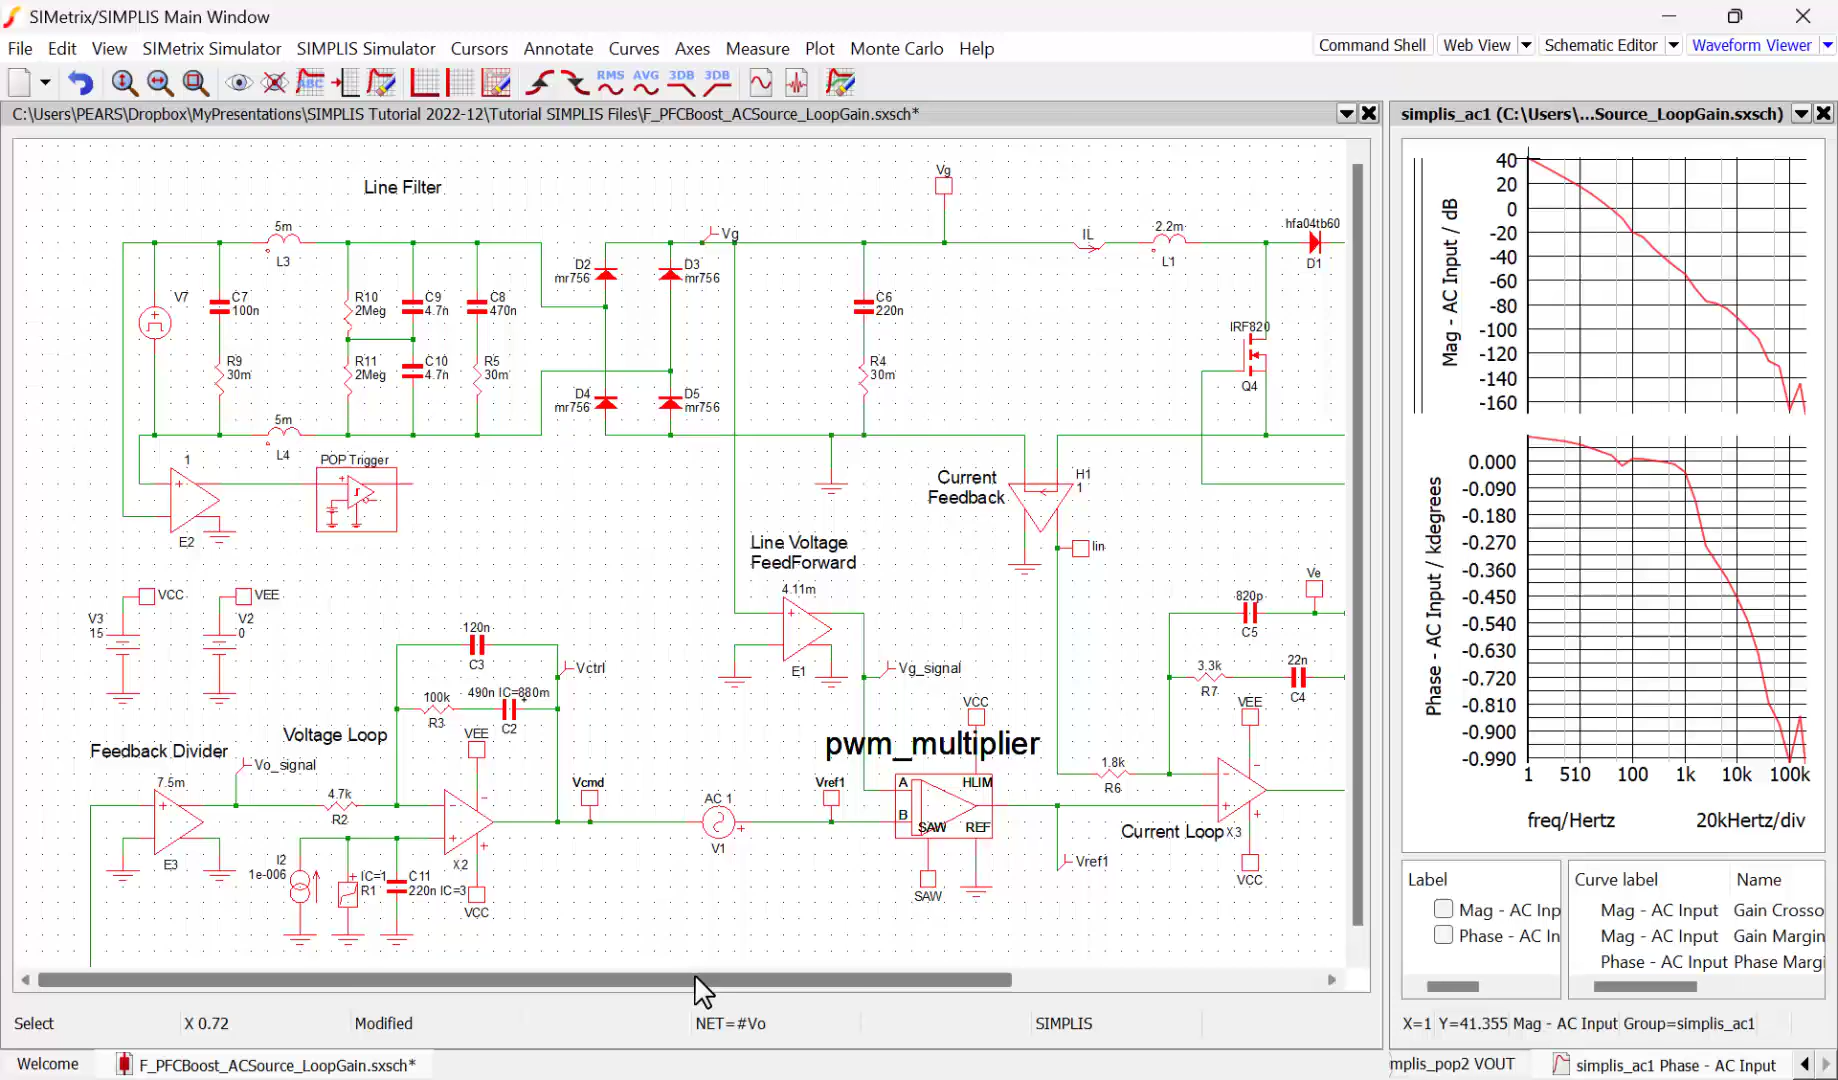 SIMetrix/SIMPLIS Main Window
File Edit View SIMetrix Simulator SIMPLIS Simulator Cursors Annotate Curves Axes Measure Plot Monte Carlo Help
Command Shell Web View Schematic Editor Waveform Viewer
ABC RMS AVG 3DB 3DB
C:\Users\PEARS\Dropbox\MyPresentations\SIMPLIS Tutorial 2022-12\Tutorial SIMPLIS Files\F_PFCBoost_ACSource_LoopGain.sxsch*
Line Filter
5m
L3
V7
C7
100n
R9
30m
R10
2Meg
R11
2Meg
C9
4.7n
C10
4.7n
C8
470n
R5
30m
5m
L4
D2
mr756
D3
mr756
D4
mr756
D5
mr756
Vg
Vg
C6
220n
R4
30m
IL
2.2m
L1
hfa04tb60
D1
IRF820
Q4
1
E2
POP Trigger
Current
Feedback
H1
1
Iin
Line Voltage
FeedForward
4.11m
E1
Vg_signal
VCC
V3
15
VEE
V2
0
120n
C3
Vctrl
100k
R3
490n IC=880m
C2
VEE
Voltage Loop
Feedback Divider
Vo_signal
7.5m
E3
4.7k
R2
X2
VCC
I2
1e-006
IC=1
R1
C11
220n IC=3
Vcmd
AC 1
V1
Vref1
pwm_multiplier
VCC
A
B
HLIM
SAW
REF
SAW
Vref1
Ve
820p
C5
3.3k
R7
22n
C4
VEE
1.8k
R6
Current Loop
X3
VCC
Select X 0.72 Modified NET=#Vo SIMPLIS
Welcome F_PFCBoost_ACSource_LoopGain.sxsch*
simplis_ac1 (C:\Users\...Source_LoopGain.sxsch)
Mag - AC Input / dB
40
20
0
-20
-40
-60
-80
-100
-120
-140
-160
Phase - AC Input / kdegrees
0.000
-0.090
-0.180
-0.270
-0.360
-0.450
-0.540
-0.630
-0.720
-0.810
-0.900
-0.990
1 510 100 1k 10k 100k
freq/Hertz 20kHertz/div
Label
Mag - AC Inp
Phase - AC In
Curve label Name
Mag - AC Input Gain Crosso
Mag - AC Input Gain Margin
Phase - AC Input Phase Margi
X=1 Y=41.355 Mag - AC Input Group=simplis_ac1
mplis_pop2 VOUT simplis_ac1 Phase - AC Input